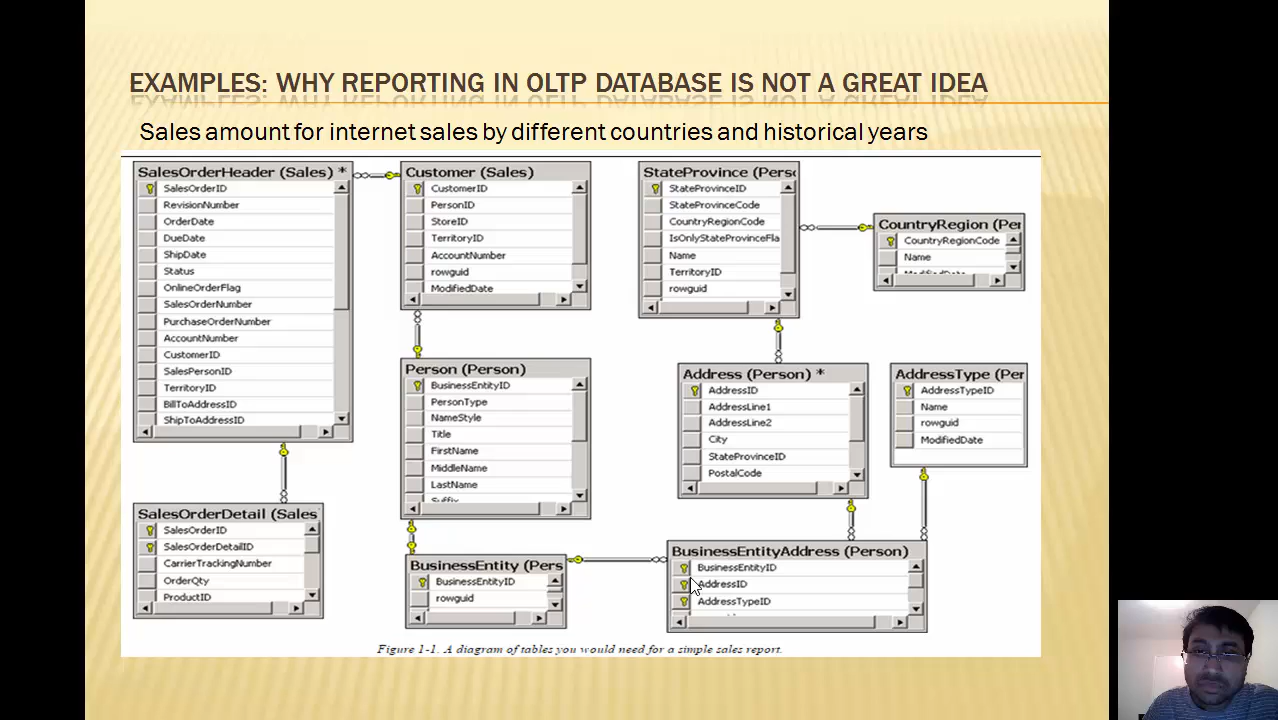 EXAMPLES: WHY REPORTING IN OLTP DATABASE IS NOT A GREAT IDEA
Sales amount for internet sales by different countries and historical years
SalesOrderHeader (Sales) *
SalesOrderID
RevisionNumber
OrderDate
DueDate
ShipDate
Status
OnlineOrderFlag
SalesOrderNumber
PurchaseOrderNumber
AccountNumber
CustomerID
SalesPersonID
TerritoryID
BillToAddressID
ShipToAddressID
Customer (Sales)
CustomerID
PersonID
StoreID
TerritoryID
AccountNumber
rowguid
ModifiedDate
StateProvince (Persc
StateProvinceID
StateProvinceCode
CountryRegionCode
IsOnlyStateProvinceFla
Name
TerritoryID
rowguid
CountryRegion (Per
CountryRegionCode
Name
ModifiedDate
Person (Person)
BusinessEntityID
PersonType
NameStyle
Title
FirstName
MiddleName
LastName
Suffix
Address (Person) *
AddressID
AddressLine1
AddressLine2
City
StateProvinceID
PostalCode
AddressType (Per
AddressTypeID
Name
rowguid
ModifiedDate
SalesOrderDetail (Sales
SalesOrderID
SalesOrderDetailID
CarrierTrackingNumber
OrderQty
ProductID
BusinessEntity (Pers
BusinessEntityID
rowguid
BusinessEntityAddress (Person)
BusinessEntityID
AddressID
AddressTypeID
Figure 1-1. A diagram of tables you would need for a simple sales report.